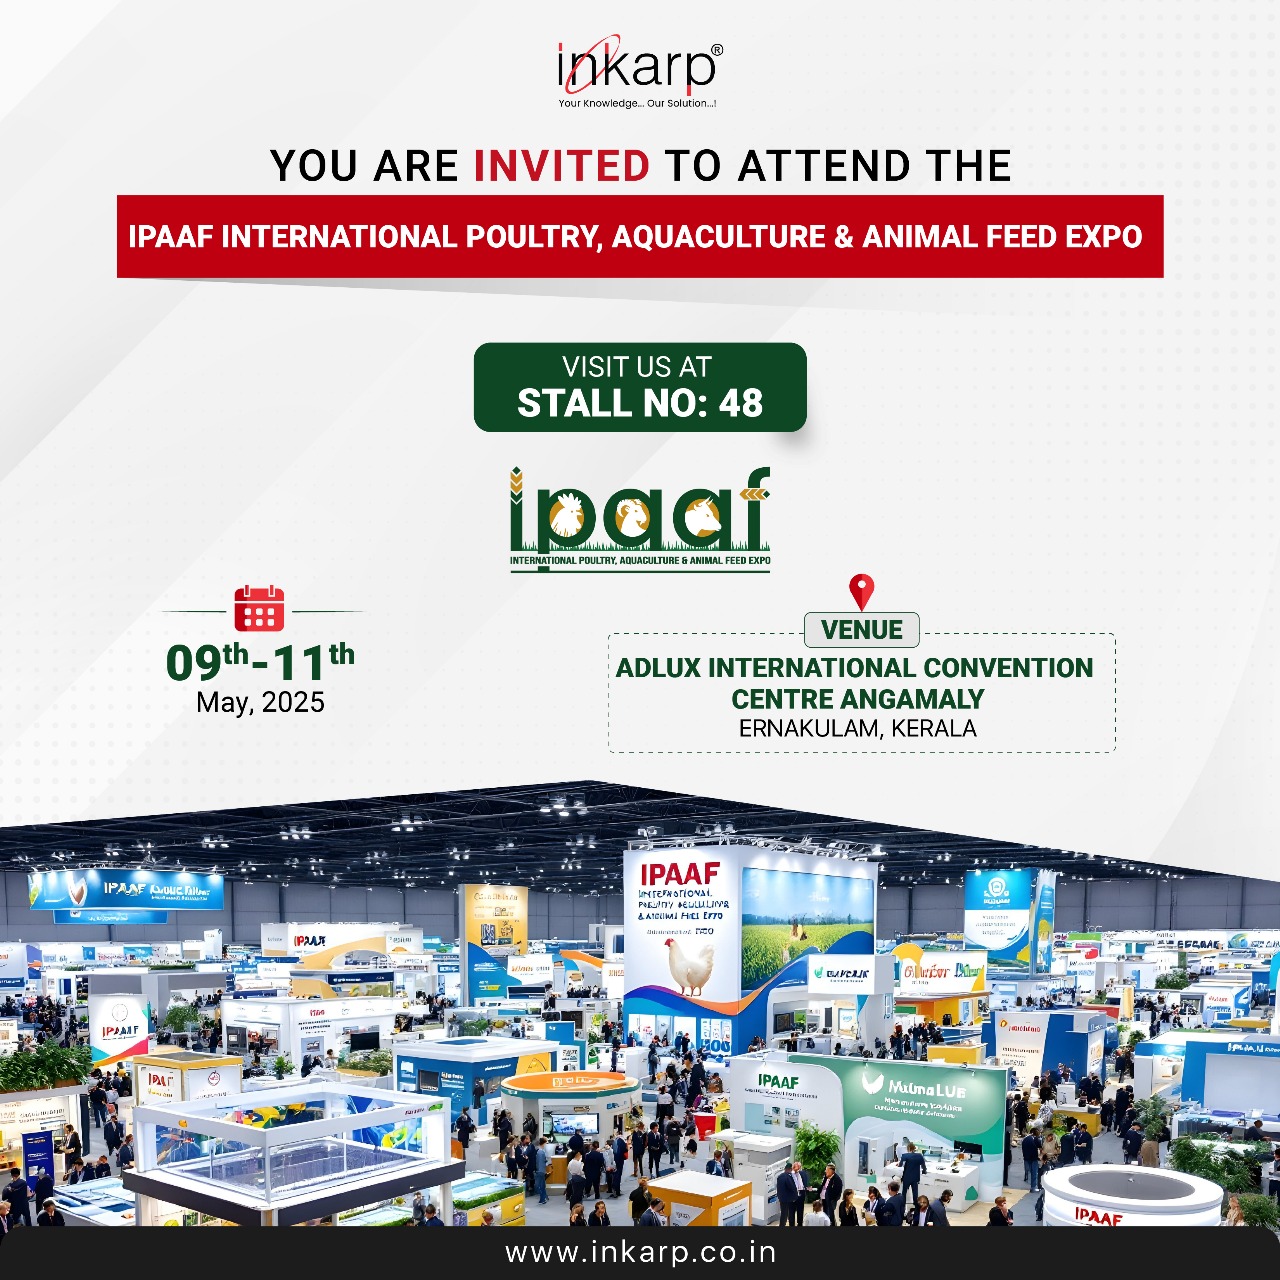 inkarp®
Your Knowledge... Our Solution...!
YOU ARE INVITED TO ATTEND THE
IPAAF INTERNATIONAL POULTRY, AQUACULTURE & ANIMAL FEED EXPO
VISIT US AT
STALL NO: 48
ipaaf
INTERNATIONAL POULTRY, AQUACULTURE & ANIMAL FEED EXPO
09th-11th
May, 2025
VENUE
ADLUX INTERNATIONAL CONVENTION
CENTRE ANGAMALY
ERNAKULAM, KERALA
IPAAF
IPAAF
IPAAF
IPAAF
www.inkarp.co.in